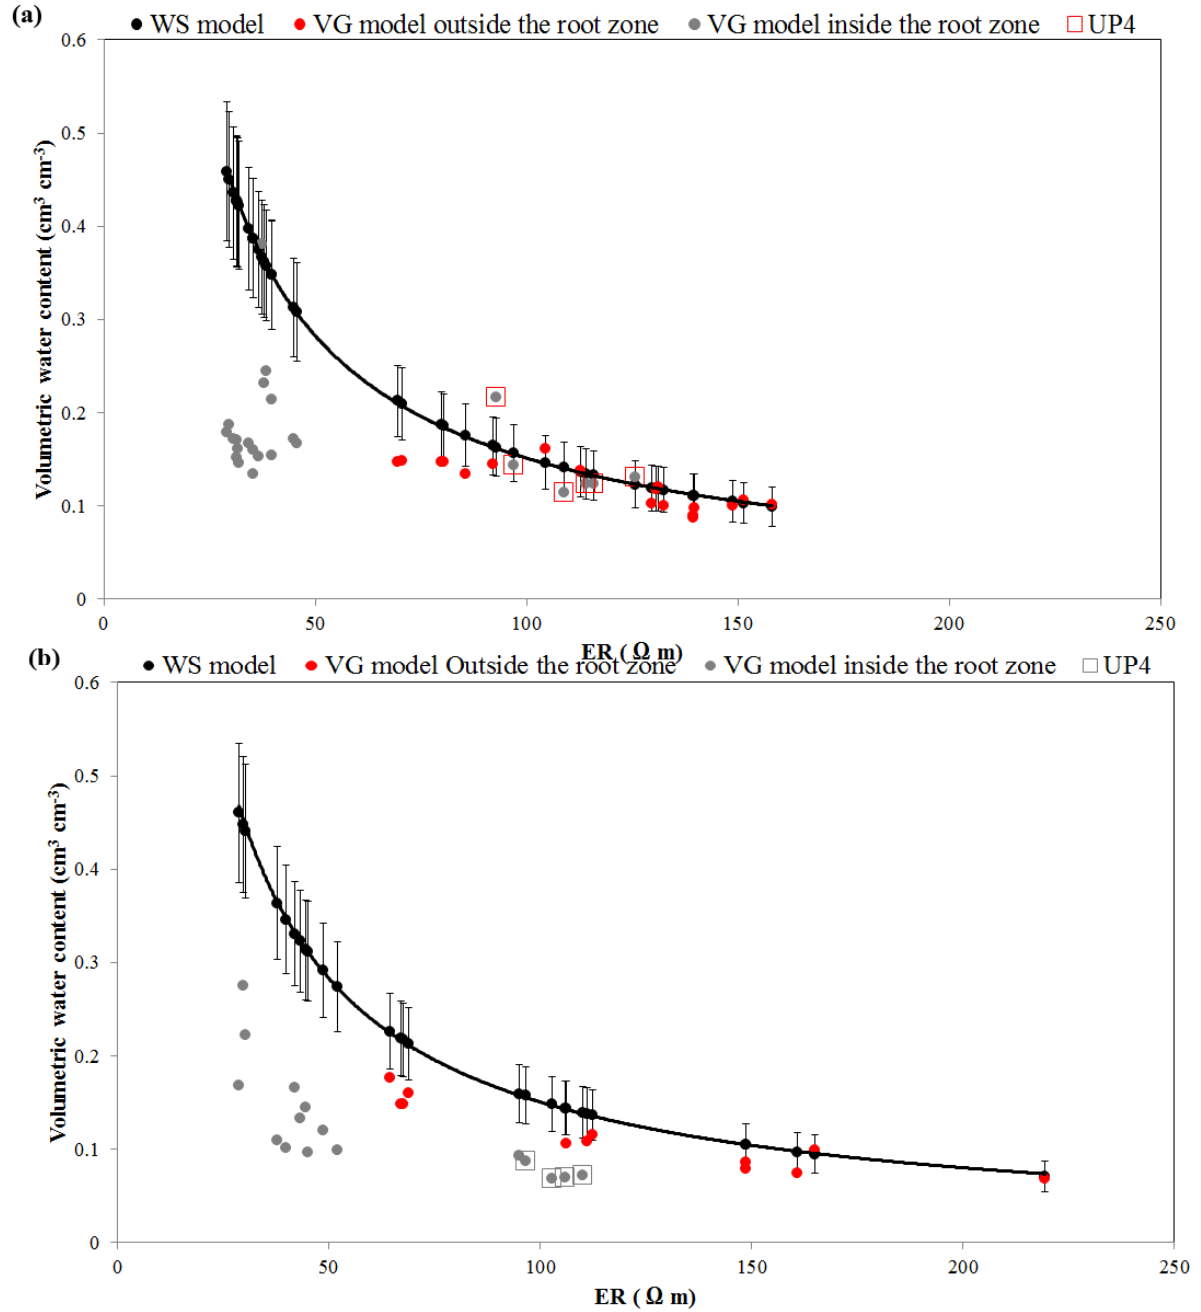 (a)
WS model VG model outside the root zone VG model inside the root zone UP4
0.6
0.5
0.4
0.3
0.2
0.1
0
Volumetric water content (cm³ cm⁻³)
0 50 100 150 200 250
ER ( Ω m)
(b)
WS model VG model Outside the root zone VG model inside the root zone UP4
0.6
0.5
0.4
0.3
0.2
0.1
0
Volumetric water content (cm³ cm⁻³)
0 50 100 150 200 250
ER ( Ω m)